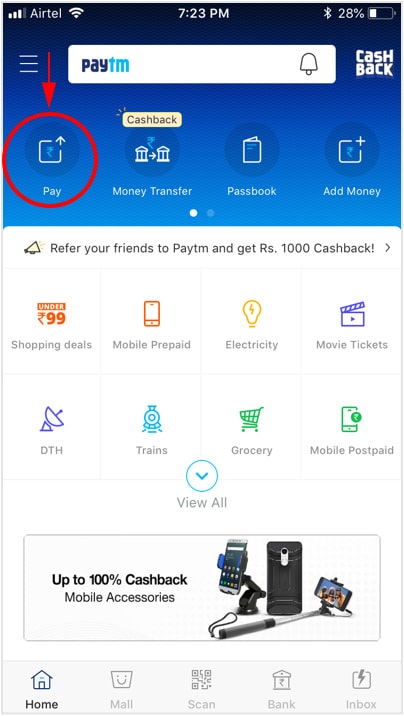 Airtel 7:23 PM 28%
paytm
CASH
BACK
Cashback
Pay Money Transfer Passbook Add Money
Refer your friends to Paytm and get Rs. 1000 Cashback! >
UNDER
₹99
Shopping deals Mobile Prepaid Electricity Movie Tickets
DTH Trains Grocery Mobile Postpaid
View All
Up to 100% Cashback
Mobile Accessories
Home Mall Scan Bank Inbox